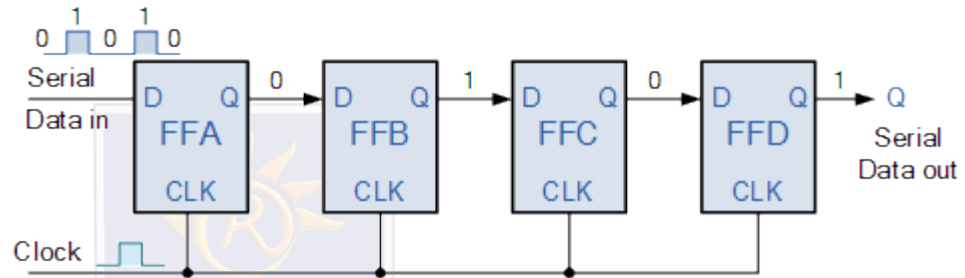 0 1 0 1 0
Serial
Data in
D Q
FFA
CLK
0
D Q
FFB
CLK
1
D Q
FFC
CLK
0
D Q
FFD
CLK
1
Q
Serial
Data out
Clock
R